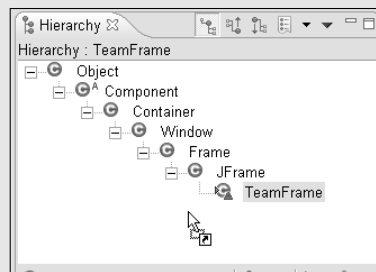 Hierarchy
Hierarchy : TeamFrame
Object
A Component
Container
Window
Frame
JFrame
TeamFrame